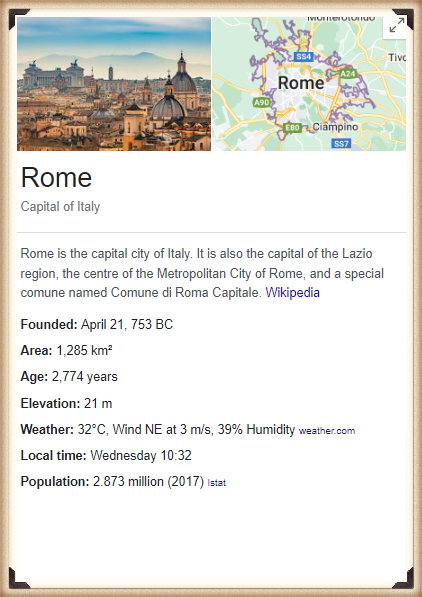 Monterotondo
Tivo
SS4
A24
Rome
A90
E80
Ciampino
SS7
Rome
Capital of Italy
Rome is the capital city of Italy. It is also the capital of the Lazio
region, the centre of the Metropolitan City of Rome, and a special
comune named Comune di Roma Capitale. Wikipedia
Founded: April 21, 753 BC
Area: 1,285 km²
Age: 2,774 years
Elevation: 21 m
Weather: 32°C, Wind NE at 3 m/s, 39% Humidity weather.com
Local time: Wednesday 10:32
Population: 2.873 million (2017) Istat